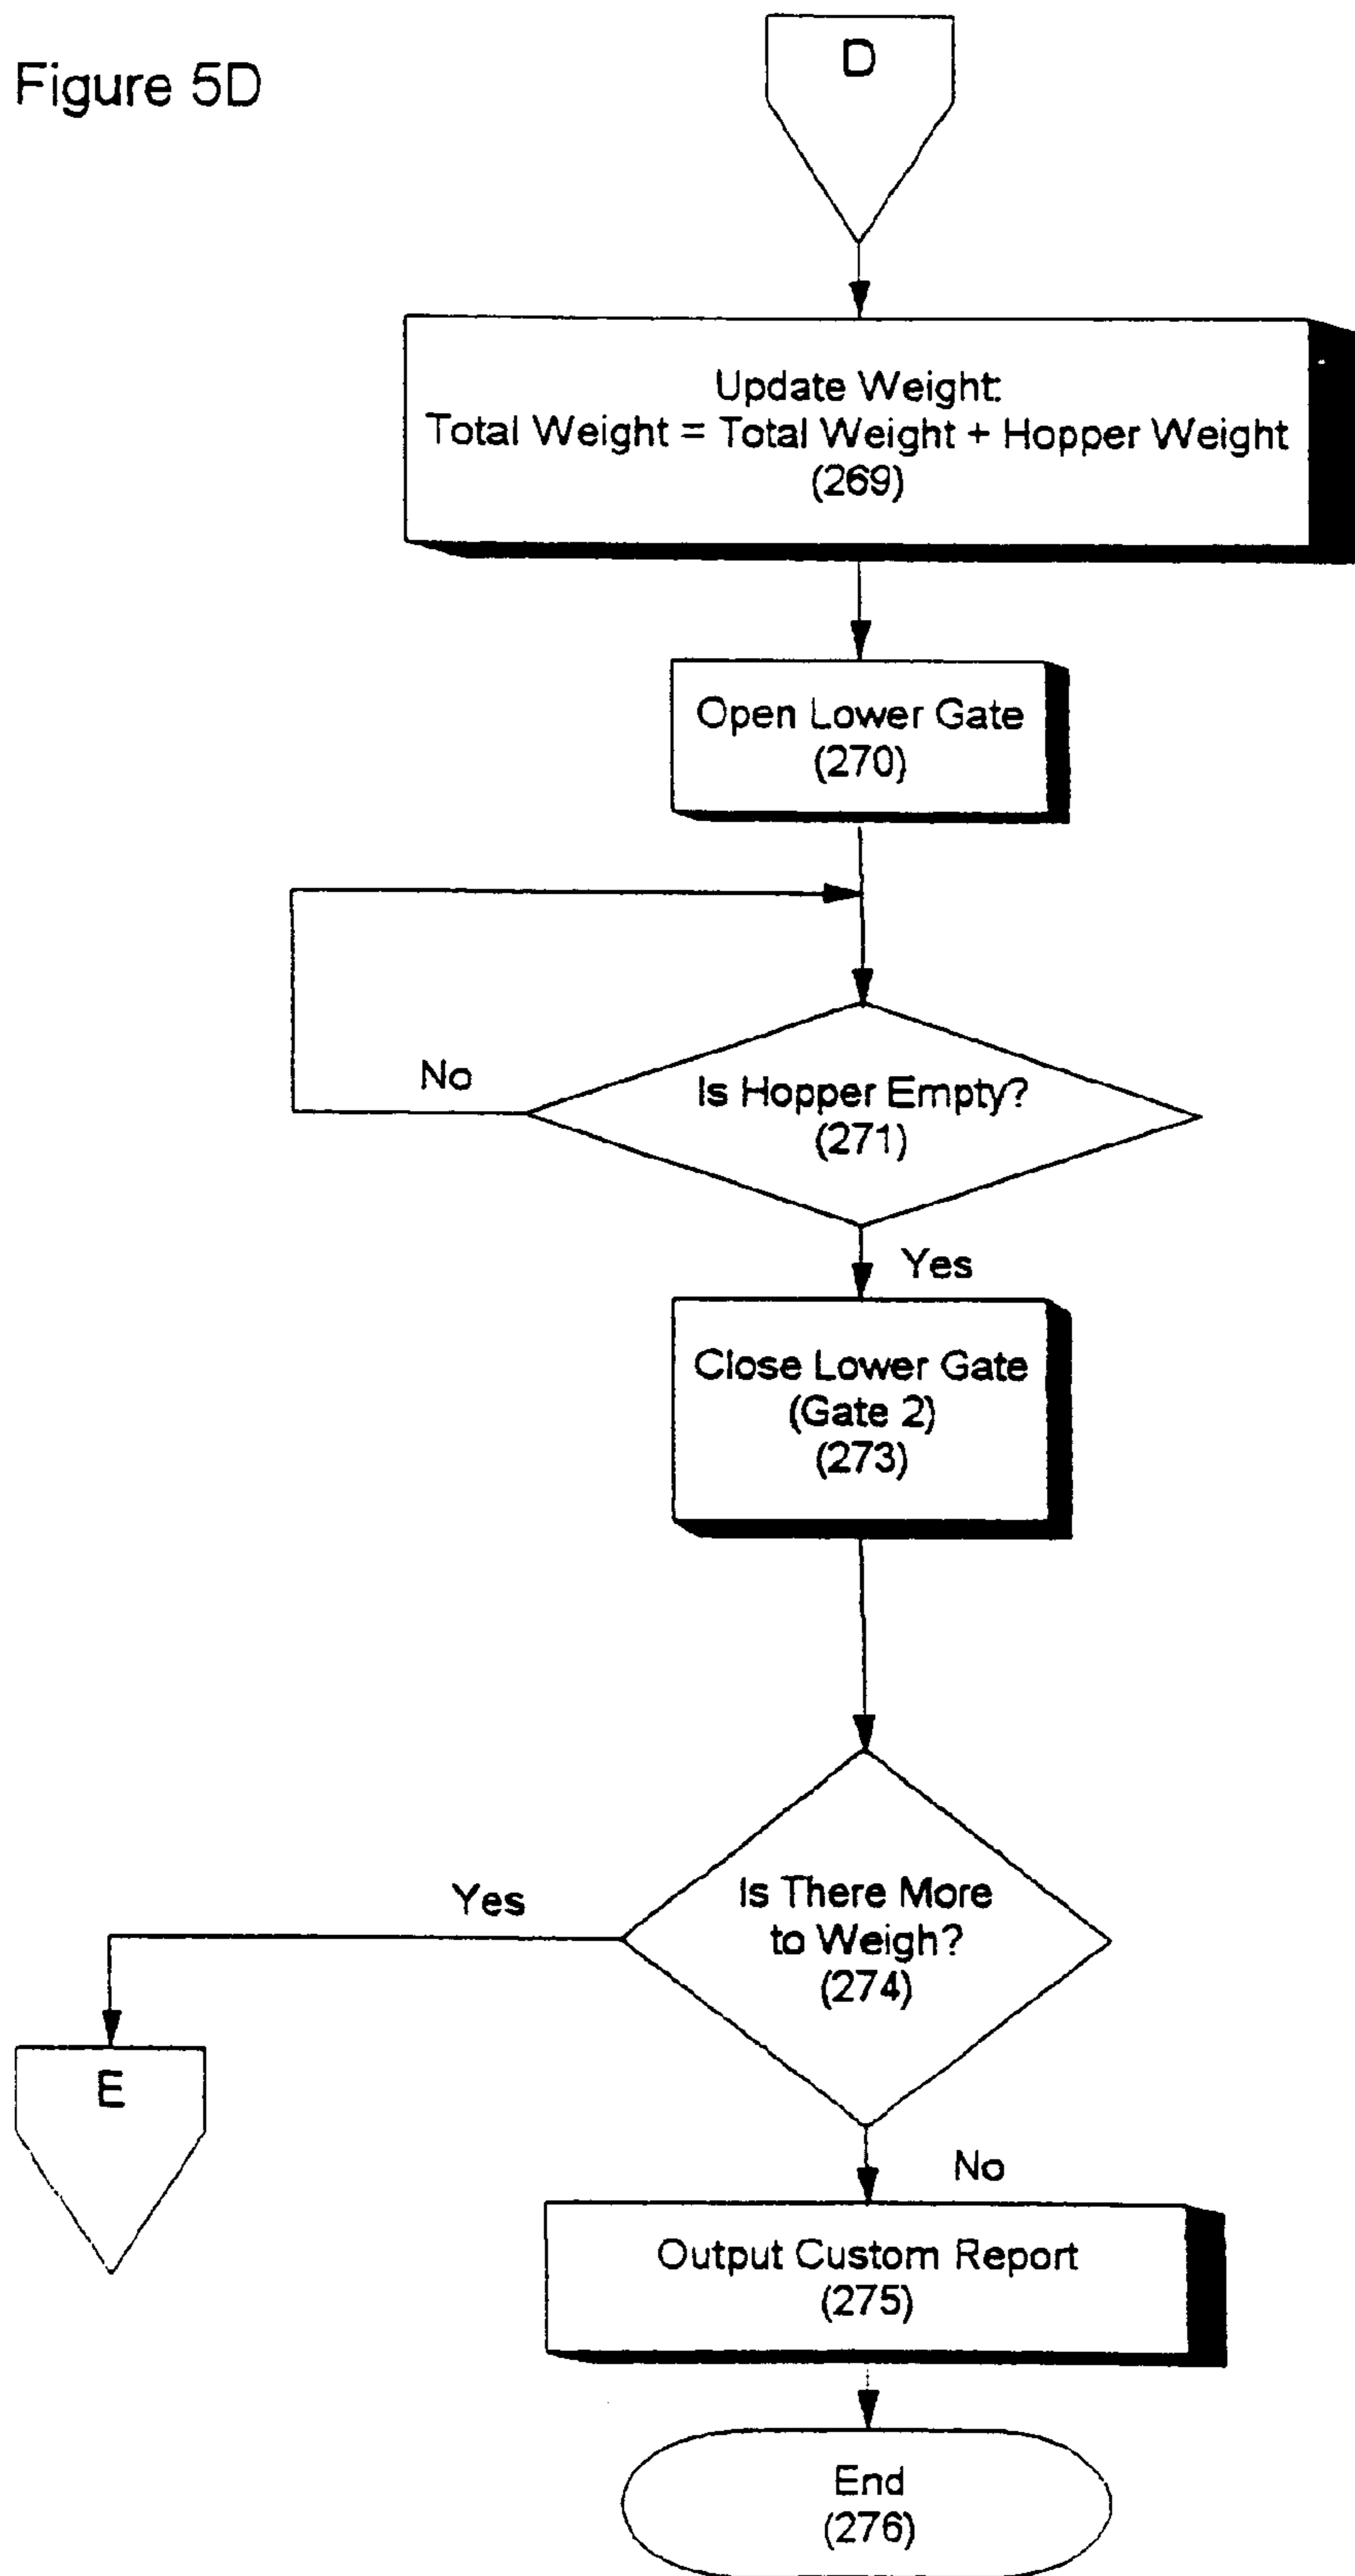 Figure 5D
D
Update Weight:
Total Weight = Total Weight + Hopper Weight
(269)
Open Lower Gate
(270)
No
Is Hopper Empty?
(271)
Yes
Close Lower Gate
(Gate 2)
(273)
Yes
Is There More
to Weigh?
(274)
E
No
Output Custom Report
(275)
End
(276)